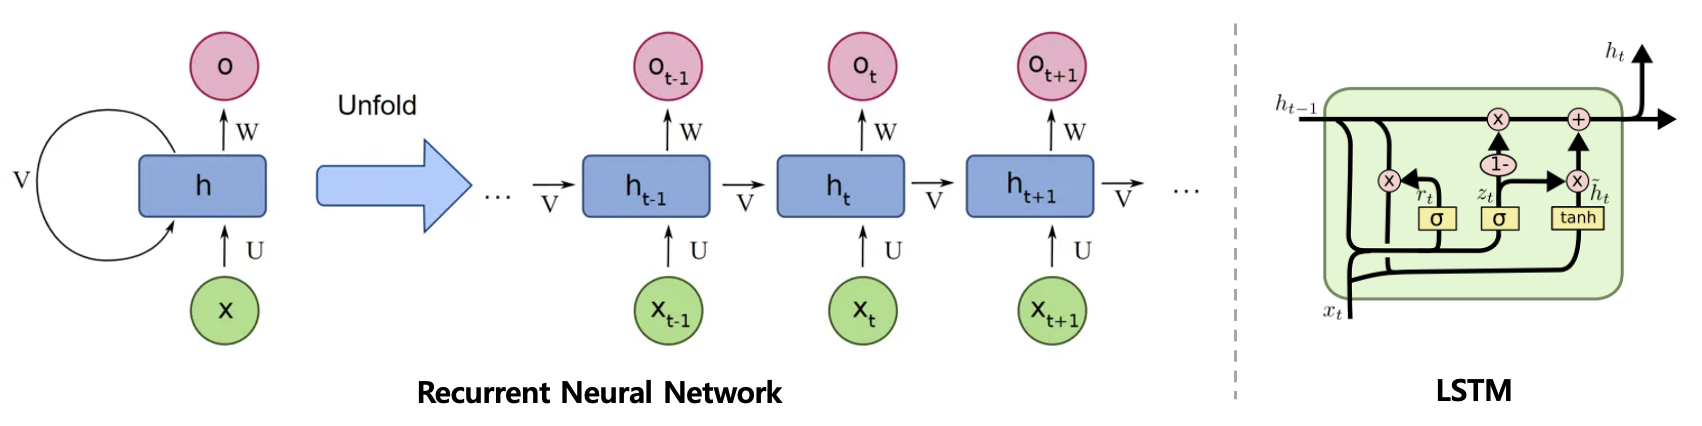 o
W
V
h
U
x
Unfold
...
V
o_{t-1}
W
h_{t-1}
V
U
x_{t-1}
o_t
W
h_t
V
U
x_t
o_{t+1}
W
h_{t+1}
V
U
x_{t+1}
...
Recurrent Neural Network
h_t
h_{t-1}
x
+
1-
x
r_t
z_t
x
h̃_t
σ
σ
tanh
x_t
LSTM